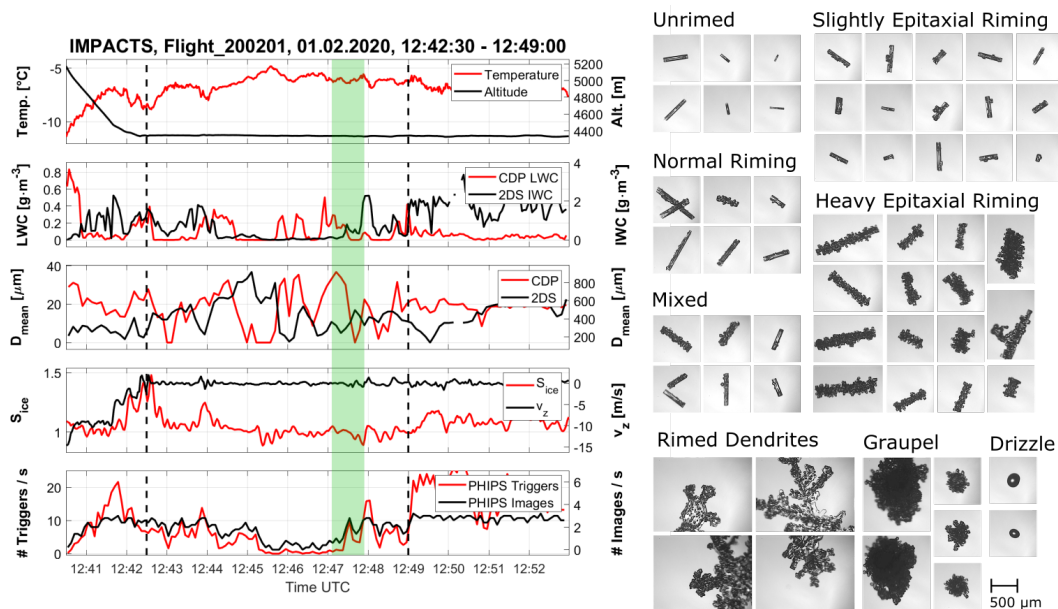 IMPACTS, Flight_200201, 01.02.2020, 12:42:30 - 12:49:00
Temp. [°C]
-5
-10
Temperature
Altitude
5200
5000
4800
4600
4400
Alt. [m]
LWC [g·m⁻³]
0.8
0.6
0.4
0.2
0
CDP LWC
2DS IWC
4
2
0
IWC [g·m⁻³]
D_mean [μm]
40
20
0
CDP
2DS
800
600
400
200
D_mean [μm]
S_ice
1.5
1
S_ice
v_z
0
-5
-10
-15
v_z [m/s]
# Triggers / s
20
10
0
PHIPS Triggers
PHIPS Images
6
4
2
0
# Images / s
12:41 12:42 12:43 12:44 12:45 12:46 12:47 12:48 12:49 12:50 12:51 12:52
Time UTC
Unrimed
Slightly Epitaxial Riming
Normal Riming
Heavy Epitaxial Riming
Mixed
Rimed Dendrites
Graupel
Drizzle
500 μm